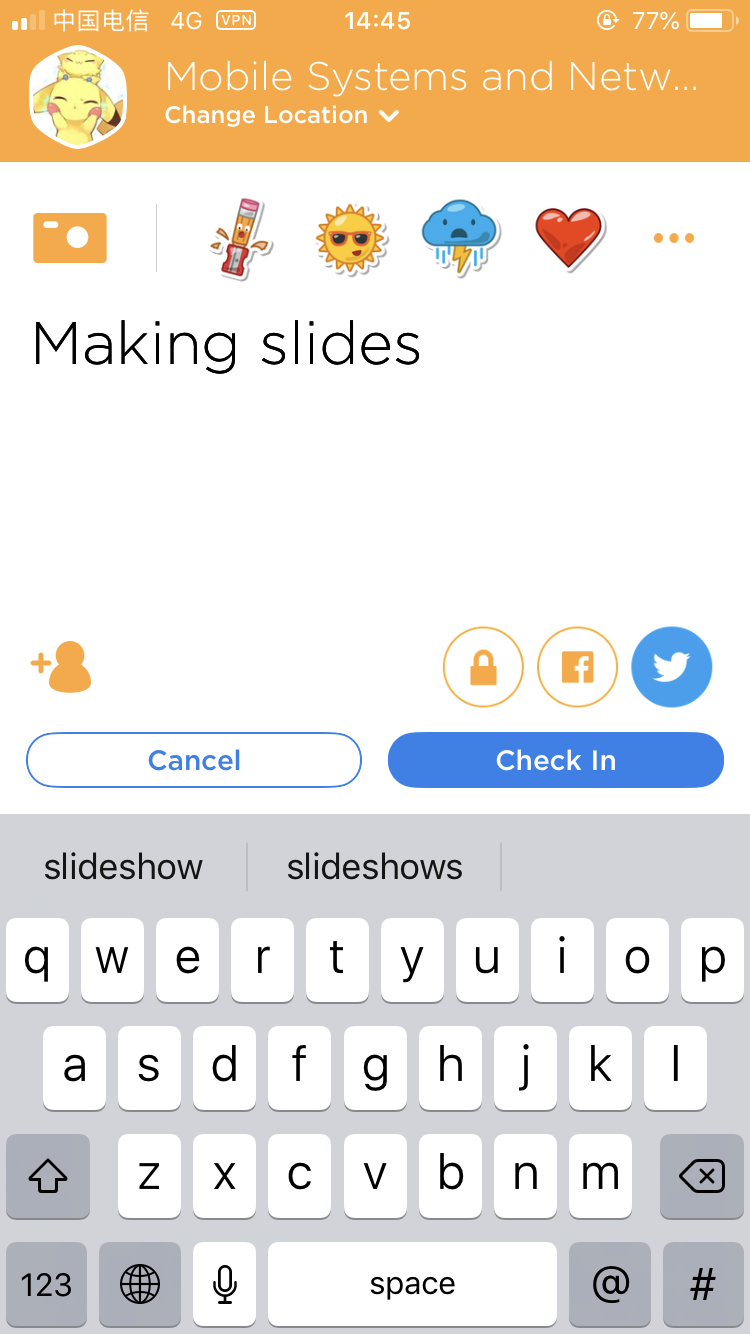 中国电信 4G VPN 14:45 77%
Mobile Systems and Netw...
Change Location
Making slides
Cancel Check In
slideshow slideshows
q w e r t y u i o p
a s d f g h j k l
z x c v b n m
123 space @ #